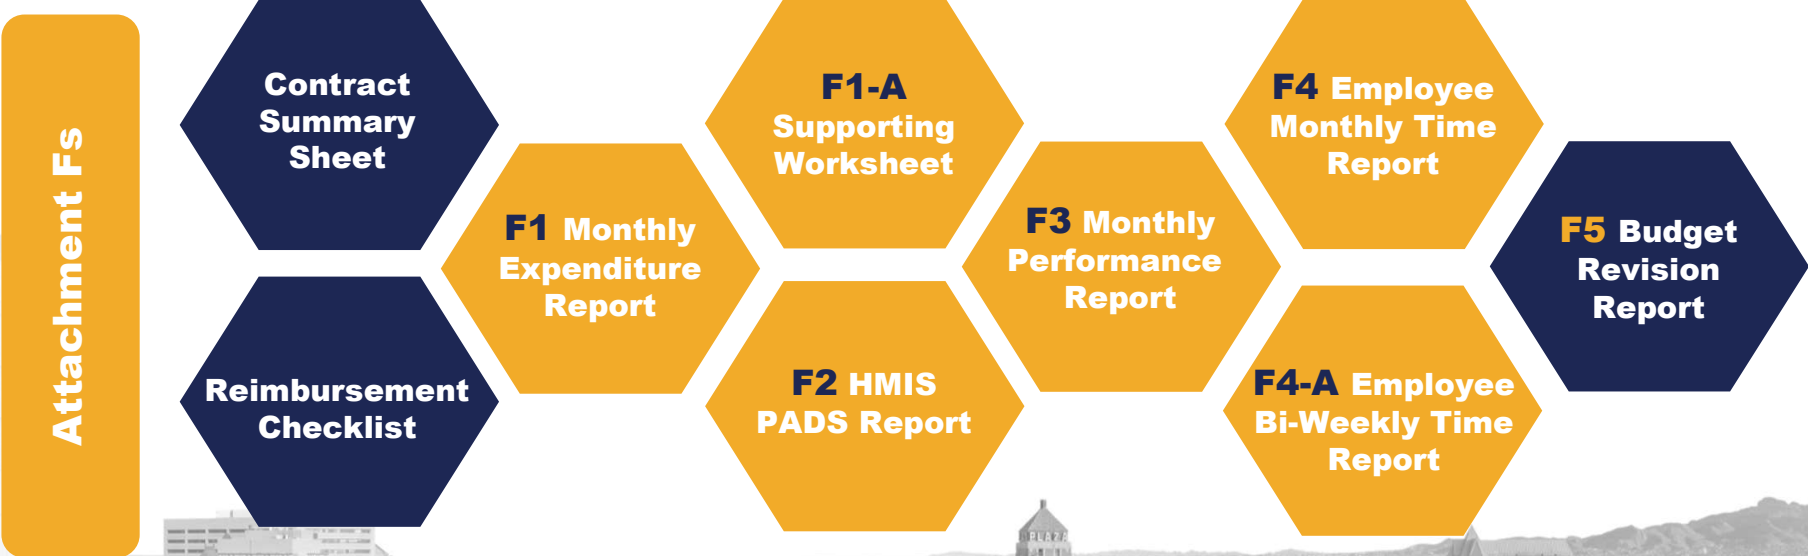 Attachment Fs
Contract
Summary
Sheet
Reimbursement
Checklist
F1 Monthly
Expenditure
Report
F1-A
Supporting
Worksheet
F2 HMIS
PADS Report
F3 Monthly
Performance
Report
F4 Employee
Monthly Time
Report
F4-A Employee
Bi-Weekly Time
Report
F5 Budget
Revision
Report
PLAZA